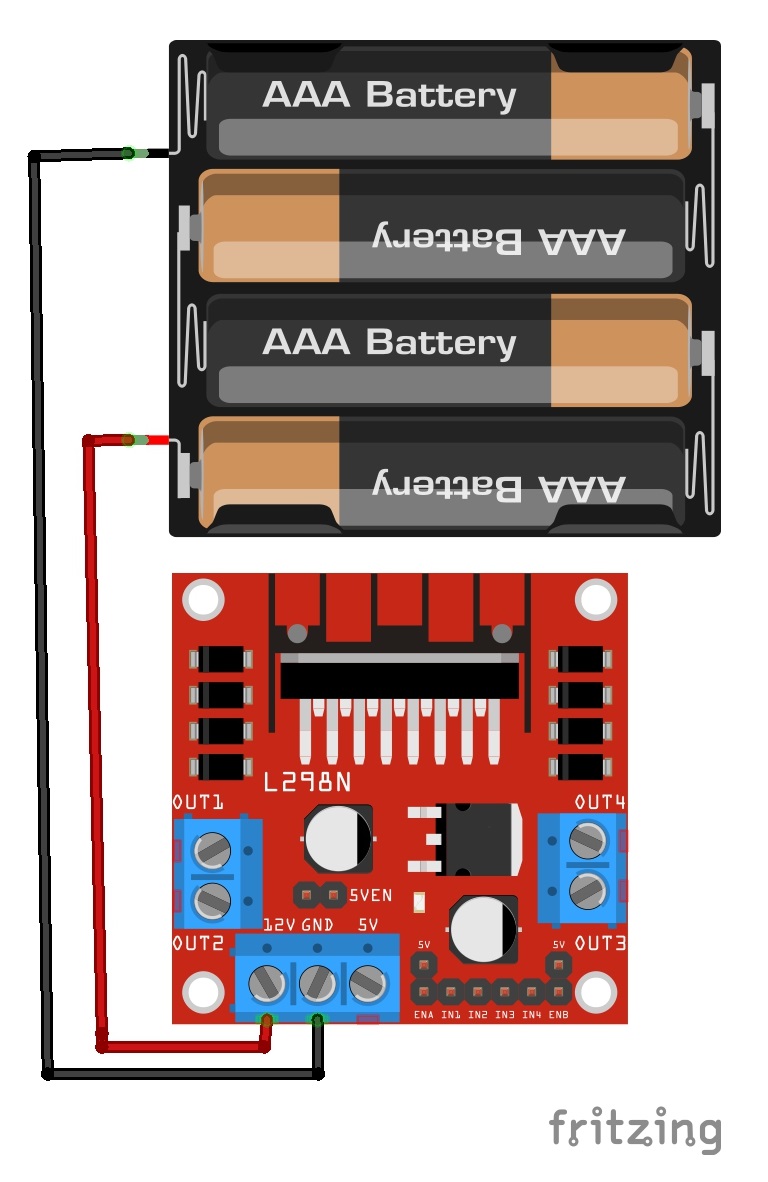 AAA Battery
AAA Battery
AAA Battery
AAA Battery
L298N
OUT1
OUT4
5VEN
12V GND 5V
OUT2
5V
5V
OUT3
ENA IN1 IN2 IN3 IN4 ENB
fritzing